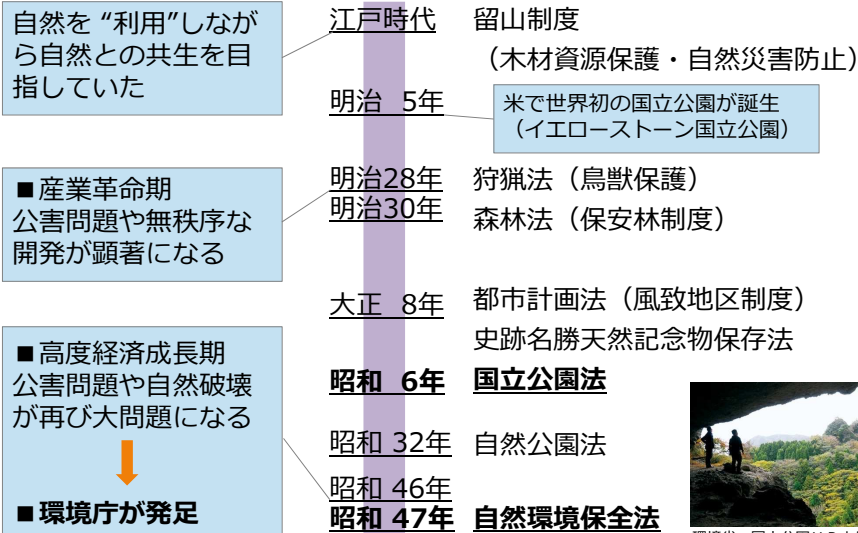 自然を “利用”しなが
ら自然との共生を目
指していた
江戸時代 留山制度
（木材資源保護・自然災害防止）
明治 5年
米で世界初の国立公園が誕生
（イエローストーン国立公園）
■産業革命期
公害問題や無秩序な
開発が顕著になる
明治28年 狩猟法（鳥獣保護）
明治30年 森林法（保安林制度）
大正 8年 都市計画法（風致地区制度）
史跡名勝天然記念物保存法
■高度経済成長期
公害問題や自然破壊
が再び大問題になる
■環境庁が発足
昭和 6年 国立公園法
昭和 32年 自然公園法
昭和 46年
昭和 47年 自然環境保全法